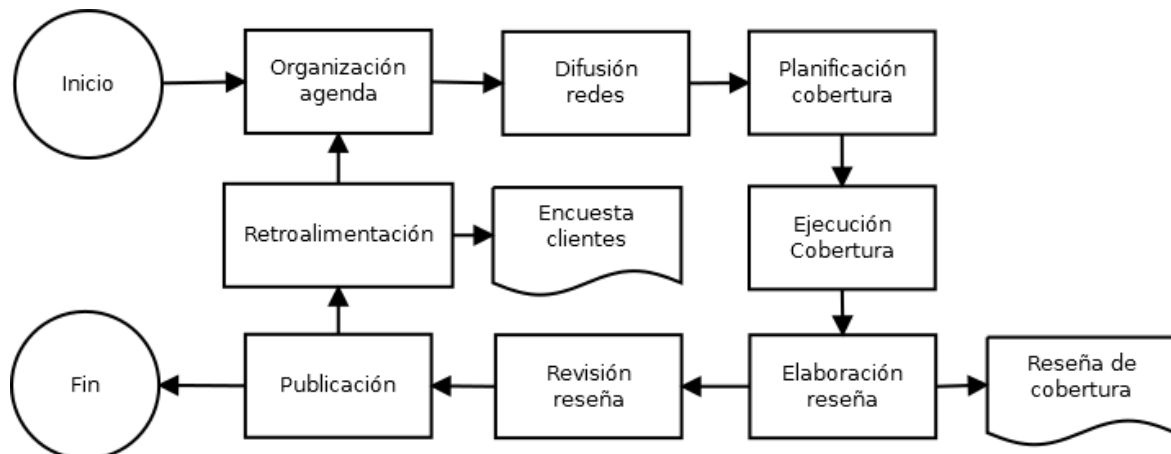 Inicio
Organización
agenda
Difusión
redes
Planificación
cobertura
Retroalimentación
Encuesta
clientes
Ejecución
Cobertura
Fin
Publicación
Revisión
reseña
Elaboración
reseña
Reseña de
cobertura